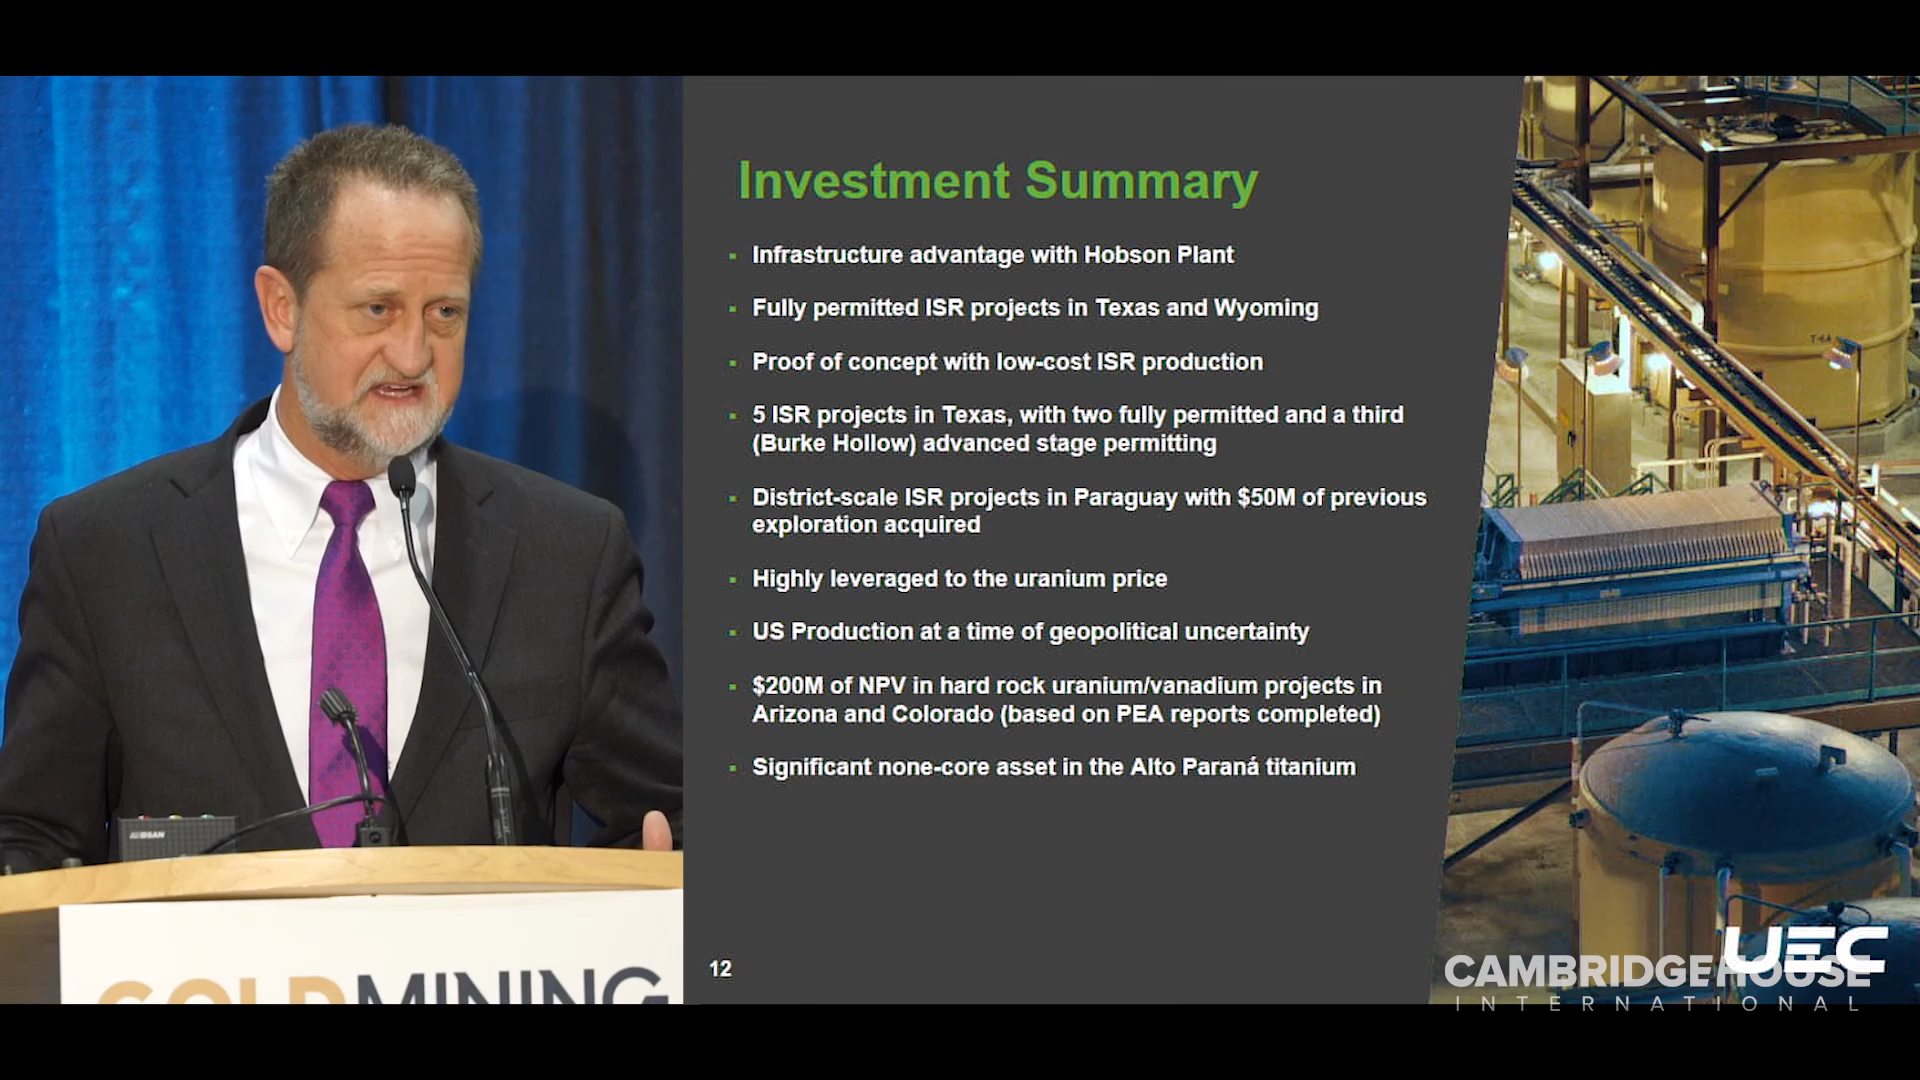 Investment Summary
Infrastructure advantage with Hobson Plant
Fully permitted ISR projects in Texas and Wyoming
Proof of concept with low-cost ISR production
5 ISR projects in Texas, with two fully permitted and a third
(Burke Hollow) advanced stage permitting
District-scale ISR projects in Paraguay with $50M of previous
exploration acquired
Highly leveraged to the uranium price
US Production at a time of geopolitical uncertainty
$200M of NPV in hard rock uranium/vanadium projects in
Arizona and Colorado (based on PEA reports completed)
Significant none-core asset in the Alto Paraná titanium
12
T-6A
DSAN
GOLDMINING
UEC
CAMBRIDGEHOUSE
INTERNATIONAL